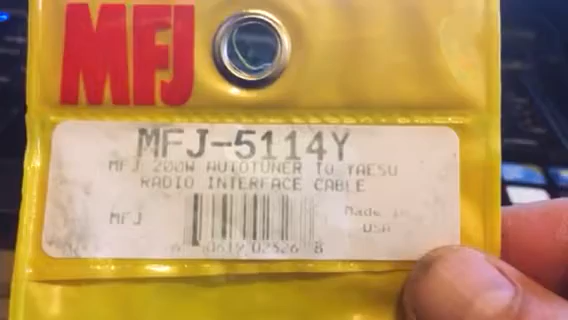 MFJ
MFJ-5114Y
MFJ 200W AUTOTUNER TO YAESU
RADIO INTERFACE CABLE
MFJ
Made in
USA